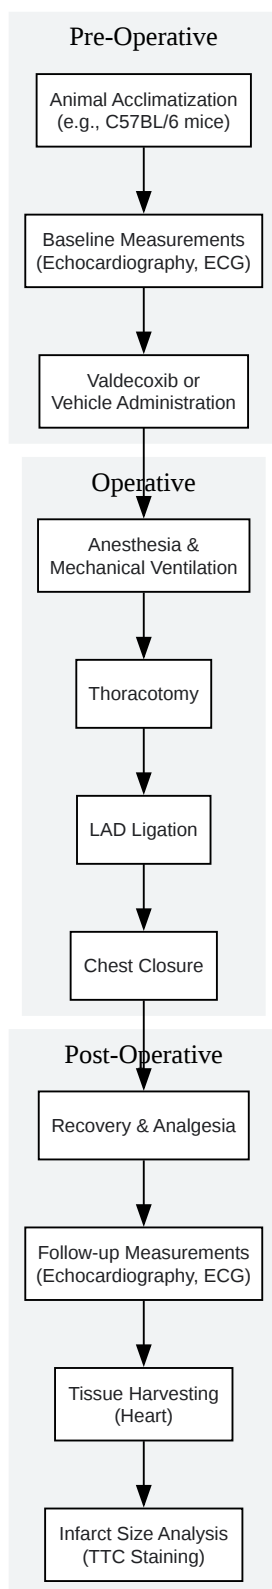 Pre-Operative
Animal Acclimatization
(e.g., C57BL/6 mice)
Baseline Measurements
(Echocardiography, ECG)
Valdecoxib or
Vehicle Administration
Operative
Anesthesia &
Mechanical Ventilation
Thoracotomy
LAD Ligation
Chest Closure
Post-Operative
Recovery & Analgesia
Follow-up Measurements
(Echocardiography, ECG)
Tissue Harvesting
(Heart)
Infarct Size Analysis
(TTC Staining)